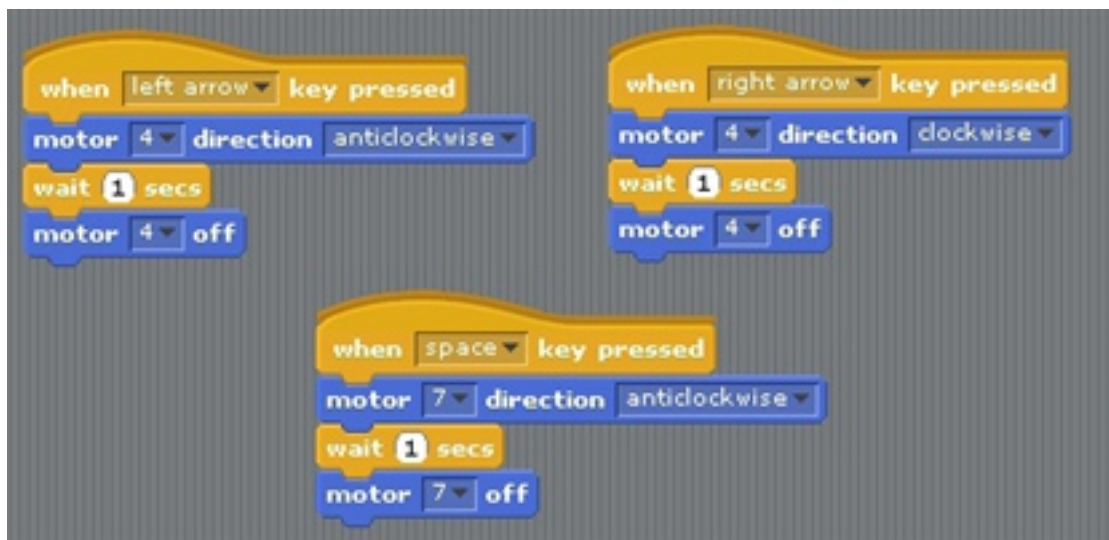 when left arrow key pressed
motor 4 direction anticlockwise
wait 1 secs
motor 4 off
when right arrow key pressed
motor 4 direction clockwise
wait 1 secs
motor 4 off
when space key pressed
motor 7 direction anticlockwise
wait 1 secs
motor 7 off